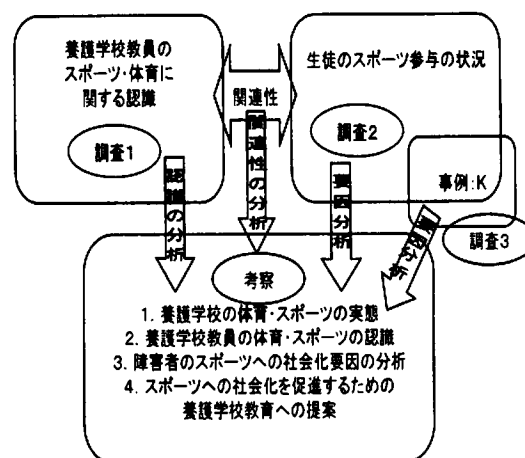 養護学校教員の
スポーツ・体育に
関する認識
調査1
関連性
生徒のスポーツ参与の状況
調査2
事例:K
調査3
認識の分析
関連性の分析
要因分析
要因分析
考察
1. 養護学校の体育・スポーツの実態
2. 養護学校教員の体育・スポーツの認識
3. 障害者のスポーツへの社会化要因の分析
4. スポーツへの社会化を促進するための
養護学校教育への提案